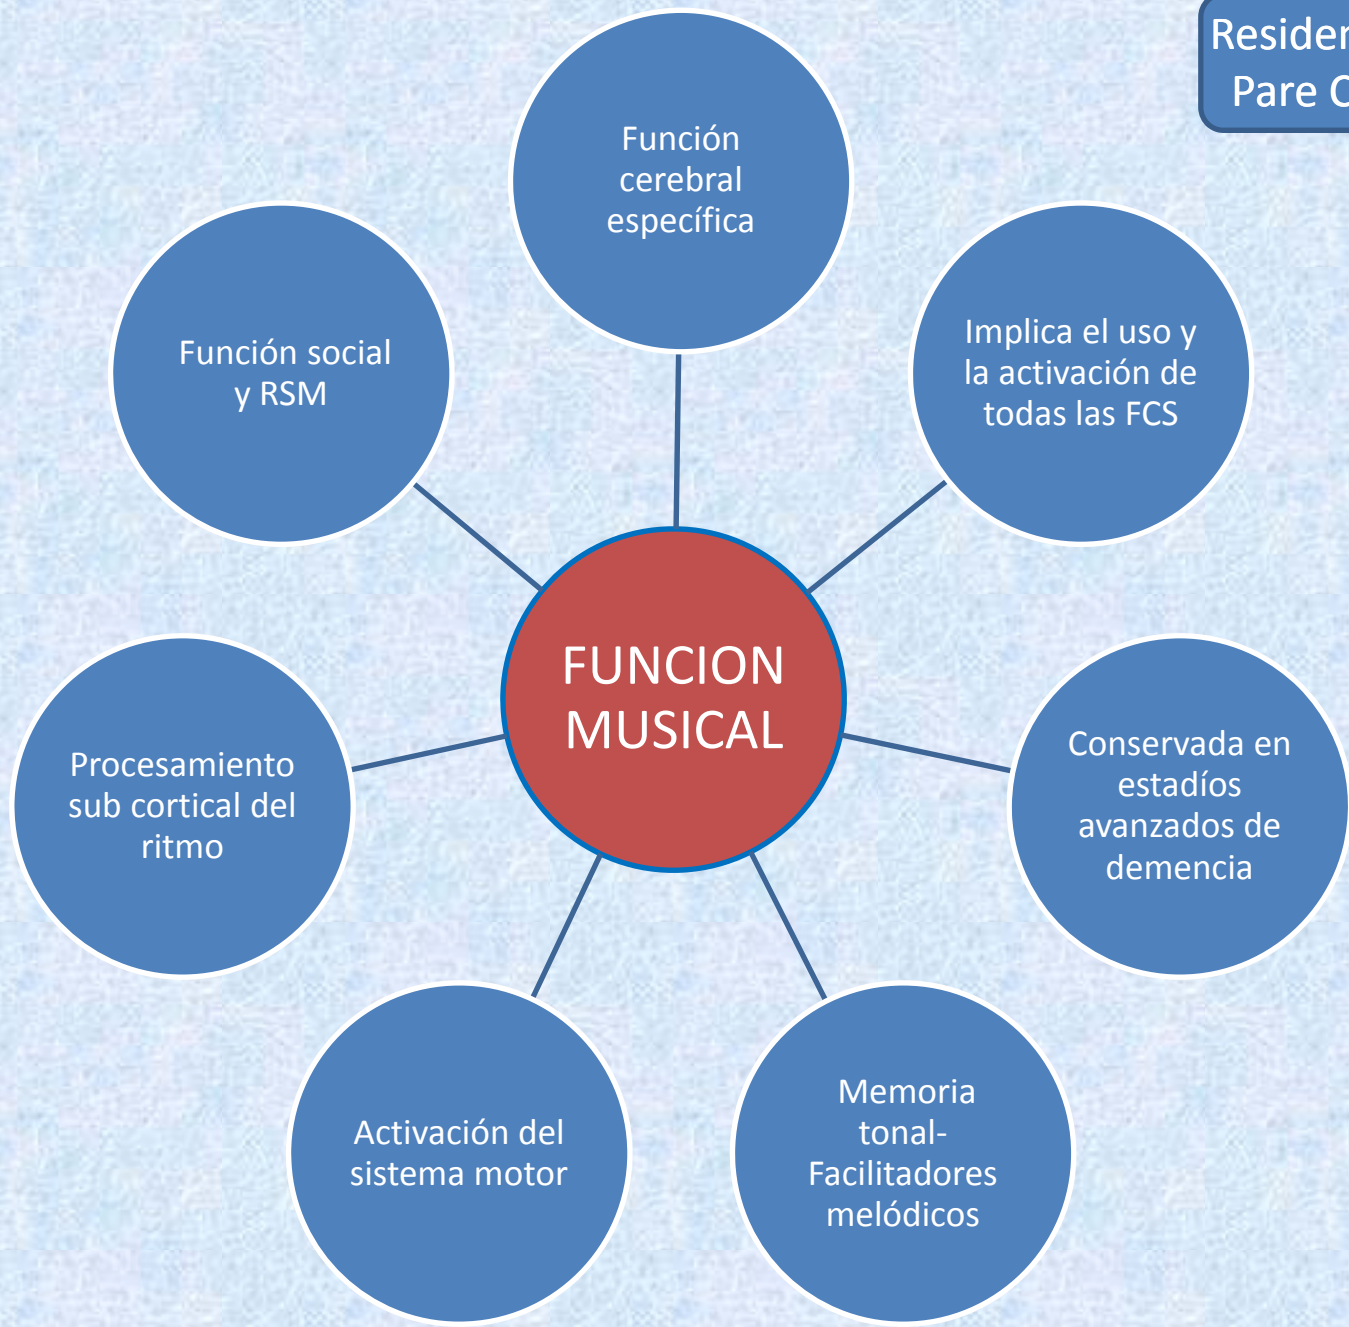 Pare
Función
cerebral
específica
Implica el uso y
la activación de
todas las FCS
Conservada en
estadíos
avanzados de
demencia
Memoria
tonal-
Facilitadores
melódicos
Activación del
sistema motor
Procesamiento
sub cortical del
ritmo
Función social
y RSM
FUNCION
MUSICAL